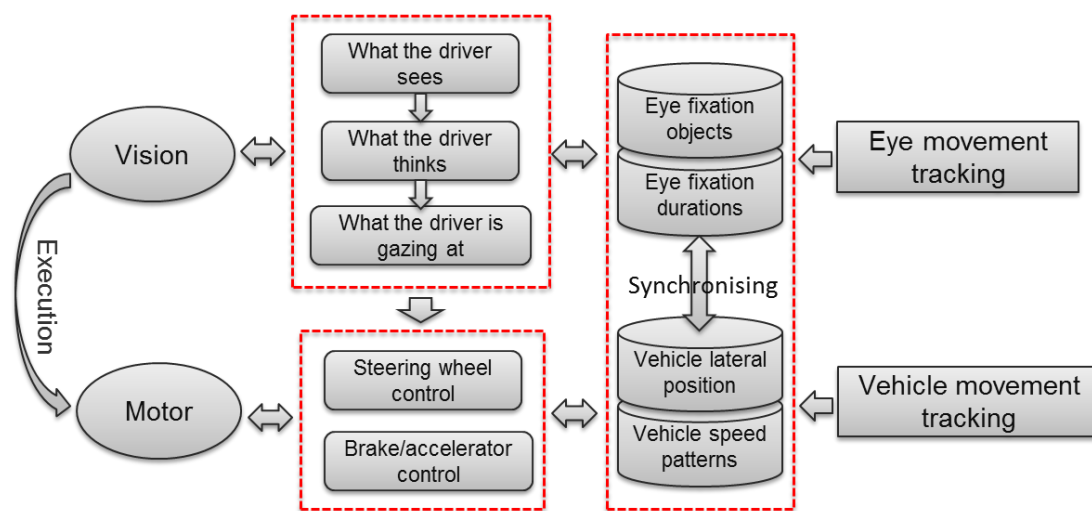 What the driver
sees
What the driver
thinks
What the driver is
gazing at
Vision
Execution
Motor
Steering wheel
control
Brake/accelerator
control
Eye fixation
objects
Eye fixation
durations
Synchronising
Vehicle lateral
position
Vehicle speed
patterns
Eye movement
tracking
Vehicle movement
tracking